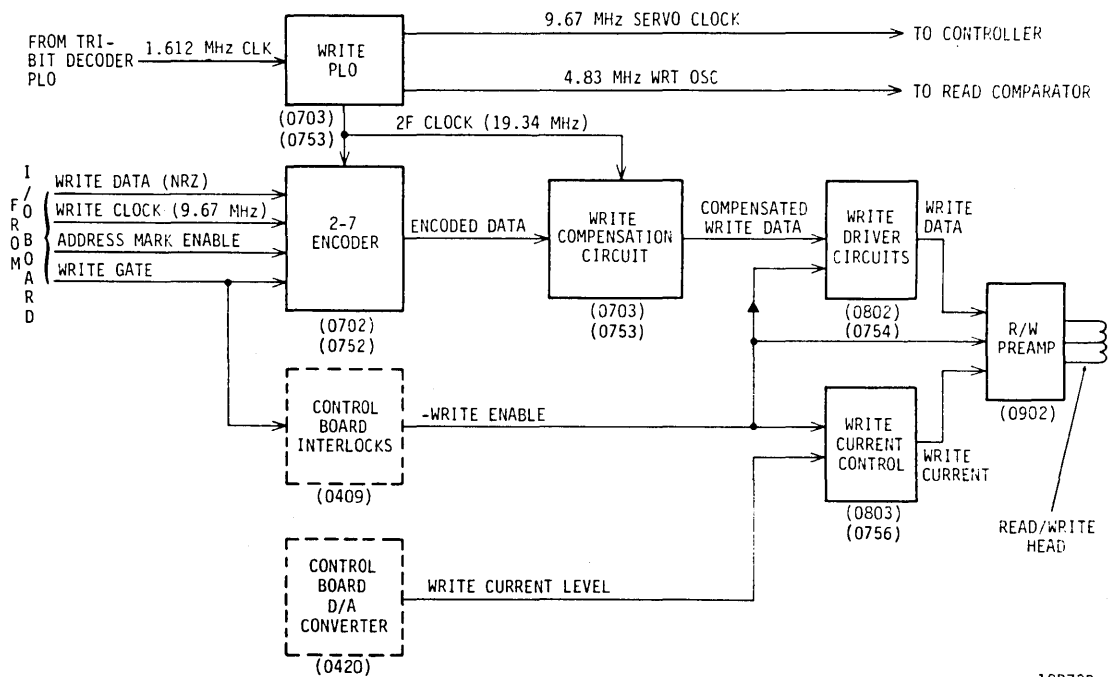 9.67 MHz SERVO CLOCK
TO CONTROLLER
FROM TRI-
BIT DECODER
PLO
1.612 MHz CLK
WRITE
PLO
4.83 MHz WRT OSC
TO READ COMPARATOR
(0703)
(0753)
2F CLOCK (19.34 MHz)
FROM
I/O BOARD
WRITE DATA (NRZ)
WRITE CLOCK (9.67 MHz)
ADDRESS MARK ENABLE
WRITE GATE
2-7
ENCODER
(0702)
(0752)
ENCODED DATA
WRITE
COMPENSATION
CIRCUIT
(0703)
(0753)
COMPENSATED
WRITE DATA
WRITE
DRIVER
CIRCUITS
(0802)
(0754)
WRITE
DATA
R/W
PREAMP
(0902)
CONTROL
BOARD
INTERLOCKS
(0409)
-WRITE ENABLE
WRITE
CURRENT
CONTROL
(0803)
(0756)
WRITE
CURRENT
READ/WRITE
HEAD
CONTROL
BOARD
D/A
CONVERTER
(0420)
WRITE CURRENT LEVEL